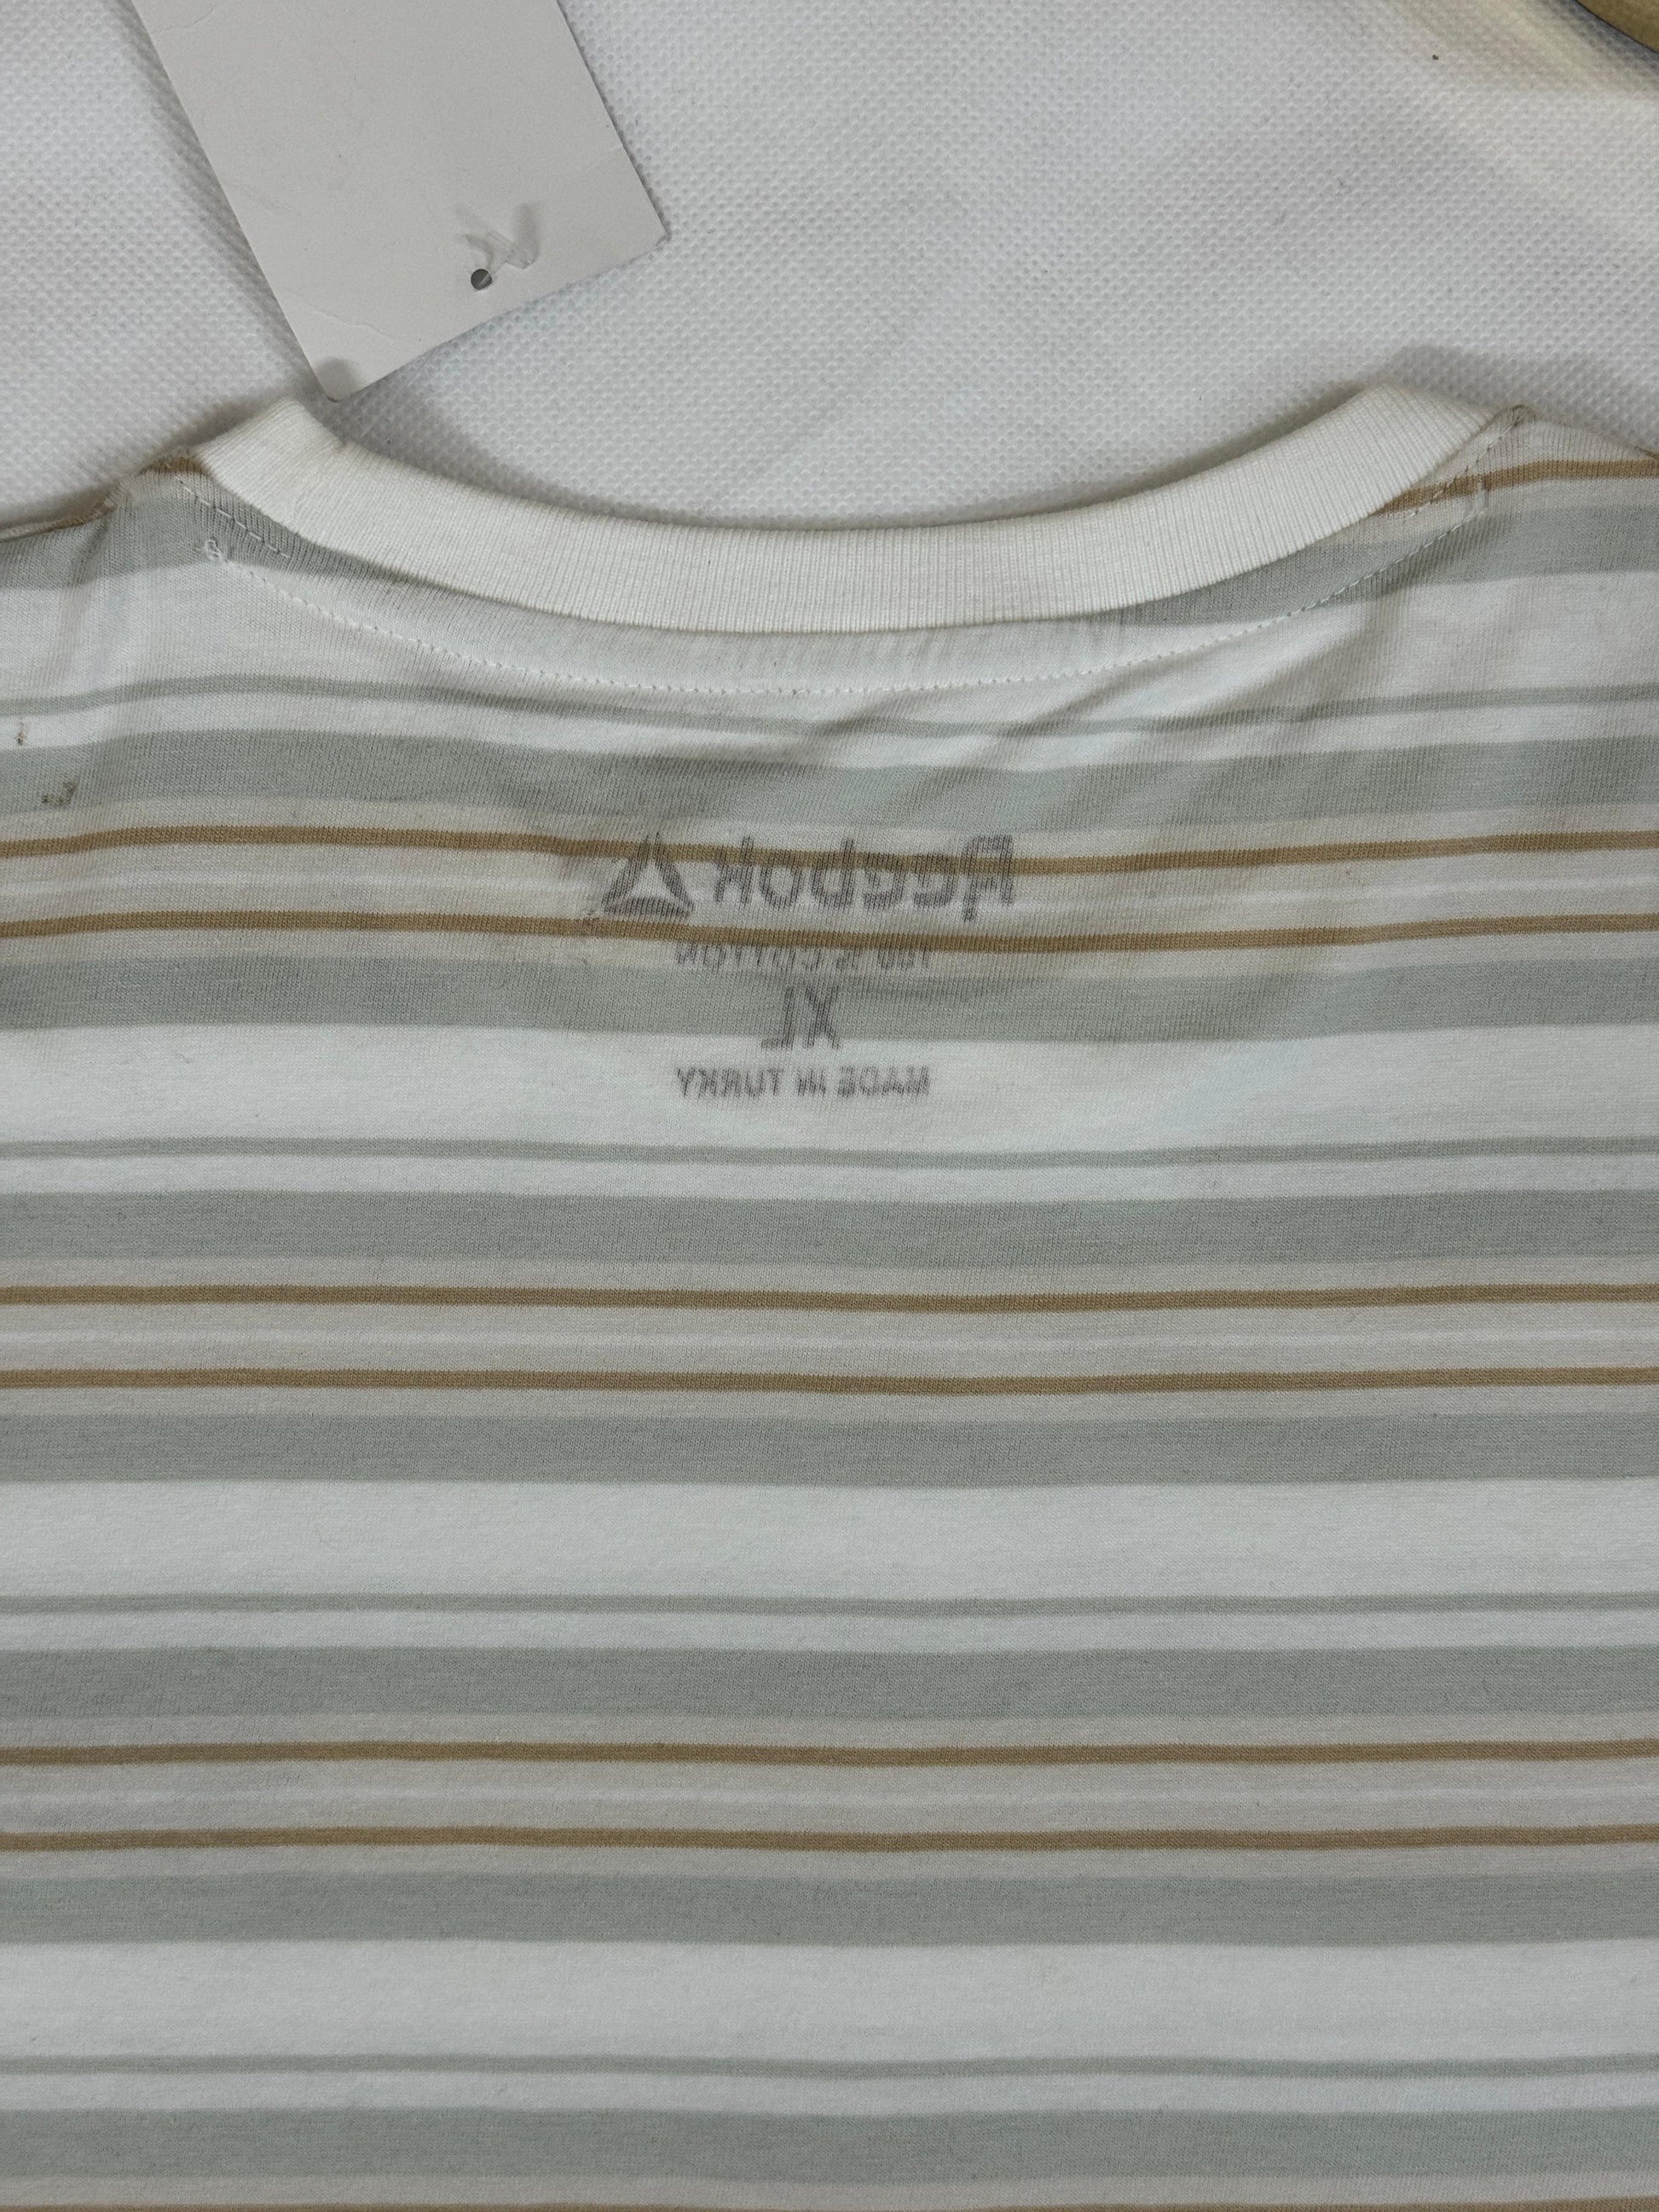 Reebok
100 % COTTON
XL
MADE IN TURKY